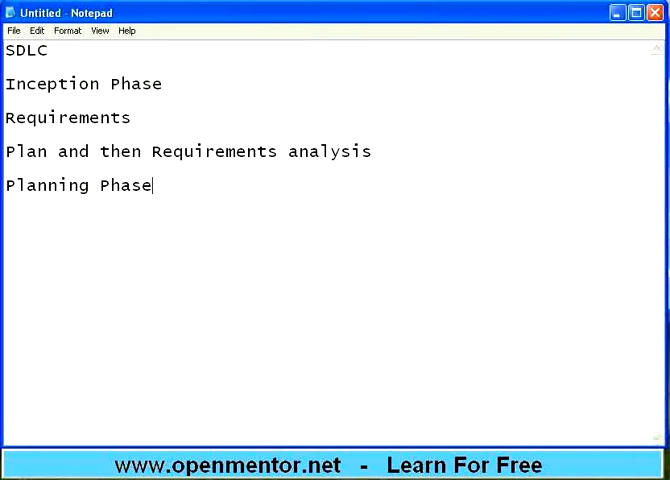 Untitled - Notepad
File Edit Format View Help
SDLC
Inception Phase
Requirements
Plan and then Requirements analysis
Planning Phase
www.openmentor.net - Learn For Free